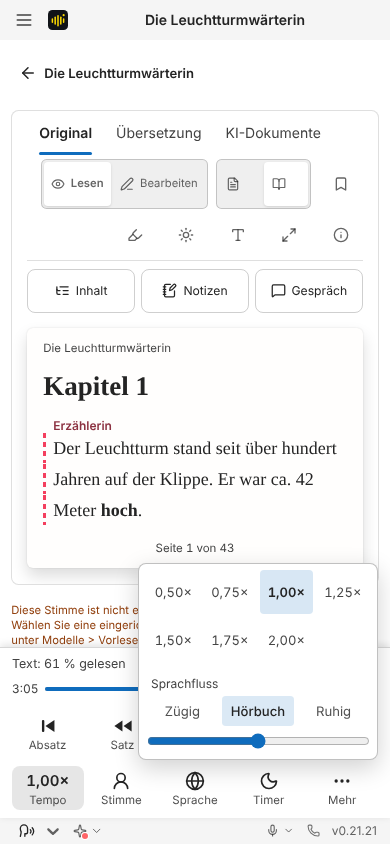 Die Leuchtturmwärterin
Die Leuchtturmwärterin
Original Übersetzung KI-Dokumente
Lesen Bearbeiten
Inhalt Notizen Gespräch
Die Leuchtturmwärterin
Kapitel 1
Erzählerin
Der Leuchtturm stand seit über hundert
Jahren auf der Klippe. Er war ca. 42
Meter hoch.
Seite 1 von 43
Diese Stimme ist nicht
Wählen Sie eine
unter Modelle >
0,50× 0,75× 1,00× 1,25×
1,50× 1,75× 2,00×
Sprachfluss
Zügig Hörbuch Ruhig
Text: 61 % gelesen
3:05
Absatz Satz
1,00×
Tempo Stimme Sprache Timer Mehr
v0.21.21